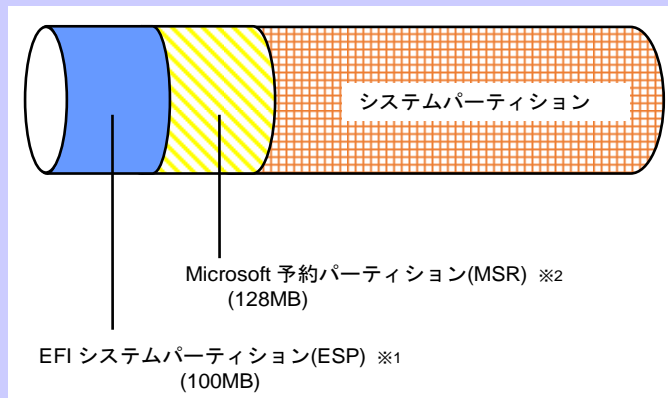 システムパーティション
Microsoft 予約パーティション(MSR) ※2
(128MB)
EFI システムパーティション(ESP) ※1
(100MB)